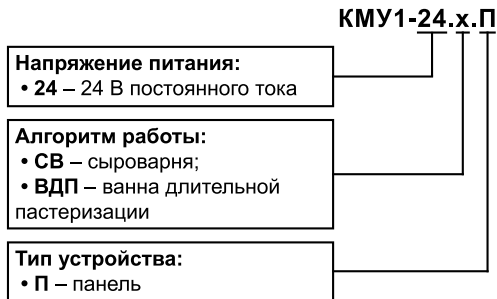 КМУ1-24.х.П
Напряжение питания:
• 24 – 24 В постоянного тока
Алгоритм работы:
• СВ – сыроварня;
• ВДП – ванна длительной
пастеризации
Тип устройства:
• П – панель